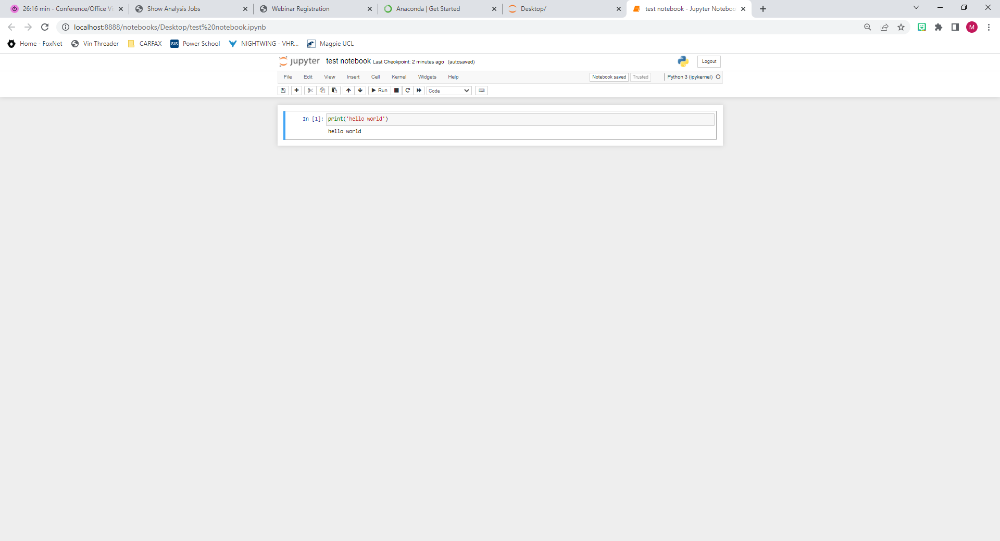 26:16 min - Conference/Office Vi
Show Analysis Jobs
Webinar Registration
Anaconda | Get Started
Desktop/
test notebook - Jupyter Noteboo
localhost:8888/notebooks/Desktop/test%20notebook.ipynb
M
Home - FoxNet
Vin Threader
CARFAX
SIS Power School
NIGHTWING - VHR...
Magpie UCL
jupyter test notebook Last Checkpoint: 2 minutes ago (autosaved)
Logout
File Edit View Insert Cell Kernel Widgets Help
Notebook saved Trusted Python 3 (ipykernel)
Run Code
In [1]: print('hello world')
hello world